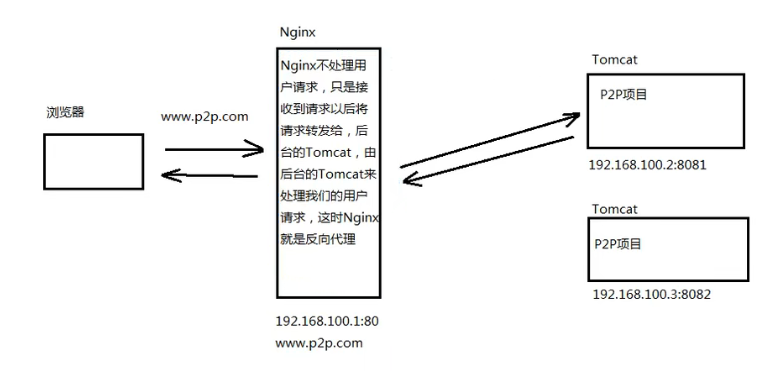 Nginx
Nginx不处理用
户请求，只是接
收到请求以后将
请求转发给，后
台的Tomcat，由
后台的Tomcat来
处理我们的用户
请求，这时Nginx
就是反向代理
浏览器
www.p2p.com
192.168.100.1:80
www.p2p.com
Tomcat
P2P项目
192.168.100.2:8081
Tomcat
P2P项目
192.168.100.3:8082